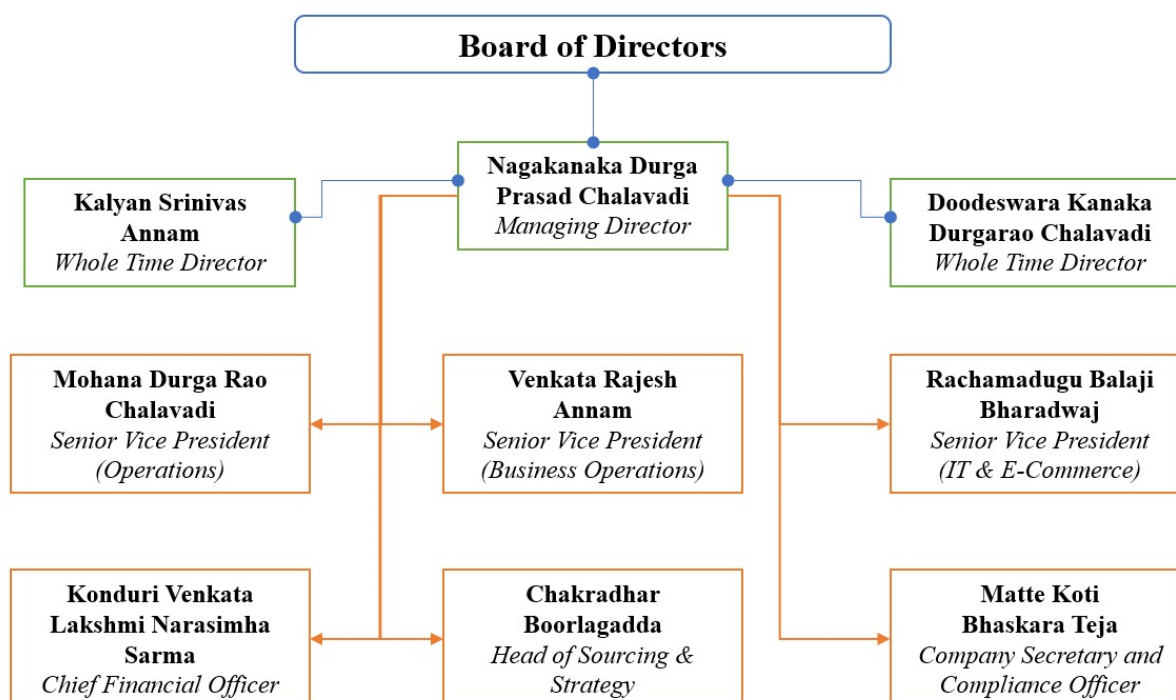 Board of Directors
Nagakanaka Durga
Prasad Chalavadi
Managing Director
Kalyan Srinivas
Annam
Whole Time Director
Doodeswara Kanaka
Durgarao Chalavadi
Whole Time Director
Mohana Durga Rao
Chalavadi
Senior Vice President
(Operations)
Venkata Rajesh
Annam
Senior Vice President
(Business Operations)
Rachamadugu Balaji
Bharadwaj
Senior Vice President
(IT & E-Commerce)
Konduri Venkata
Lakshmi Narasimha
Sarma
Chief Financial Officer
Chakradhar
Boorlagadda
Head of Sourcing &
Strategy
Matte Koti
Bhaskara Teja
Company Secretary and
Compliance Officer